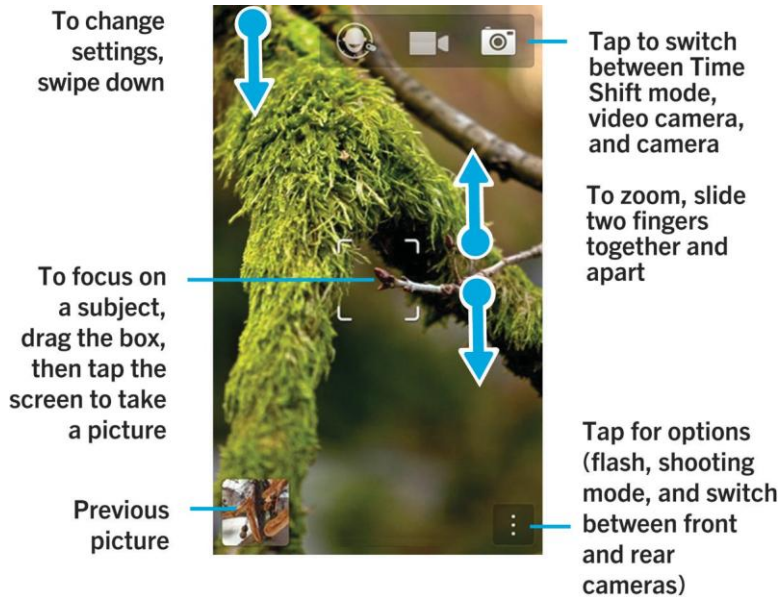 To change
settings,
swipe down
Tap to switch
between Time
Shift mode,
video camera,
and camera
To zoom, slide
two fingers
together and
apart
To focus on
a subject,
drag the box,
then tap the
screen to take
a picture
Previous
picture
Tap for options
(flash, shooting
mode, and switch
between front
and rear
cameras)